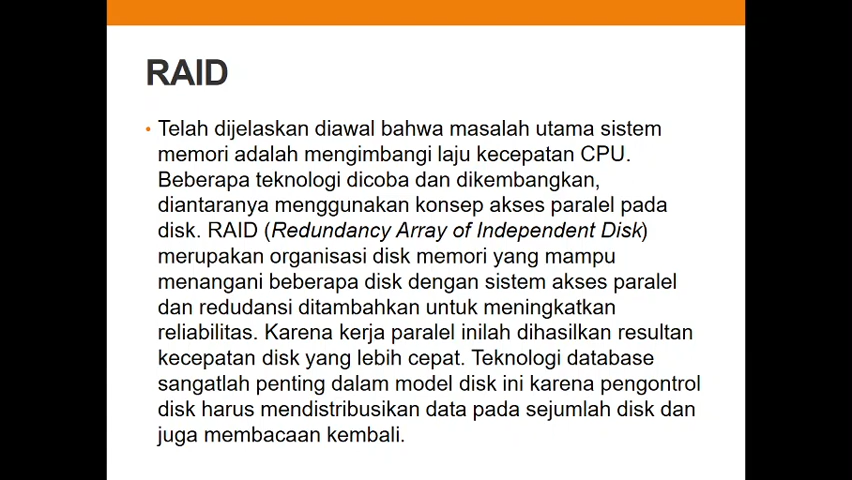 RAID
• Telah dijelaskan diawal bahwa masalah utama sistem
memori adalah mengimbangi laju kecepatan CPU.
Beberapa teknologi dicoba dan dikembangkan,
diantaranya menggunakan konsep akses paralel pada
disk. RAID (Redundancy Array of Independent Disk)
merupakan organisasi disk memori yang mampu
menangani beberapa disk dengan sistem akses paralel
dan redudansi ditambahkan untuk meningkatkan
reliabilitas. Karena kerja paralel inilah dihasilkan resultan
kecepatan disk yang lebih cepat. Teknologi database
sangatlah penting dalam model disk ini karena pengontrol
disk harus mendistribusikan data pada sejumlah disk dan
juga membacaan kembali.